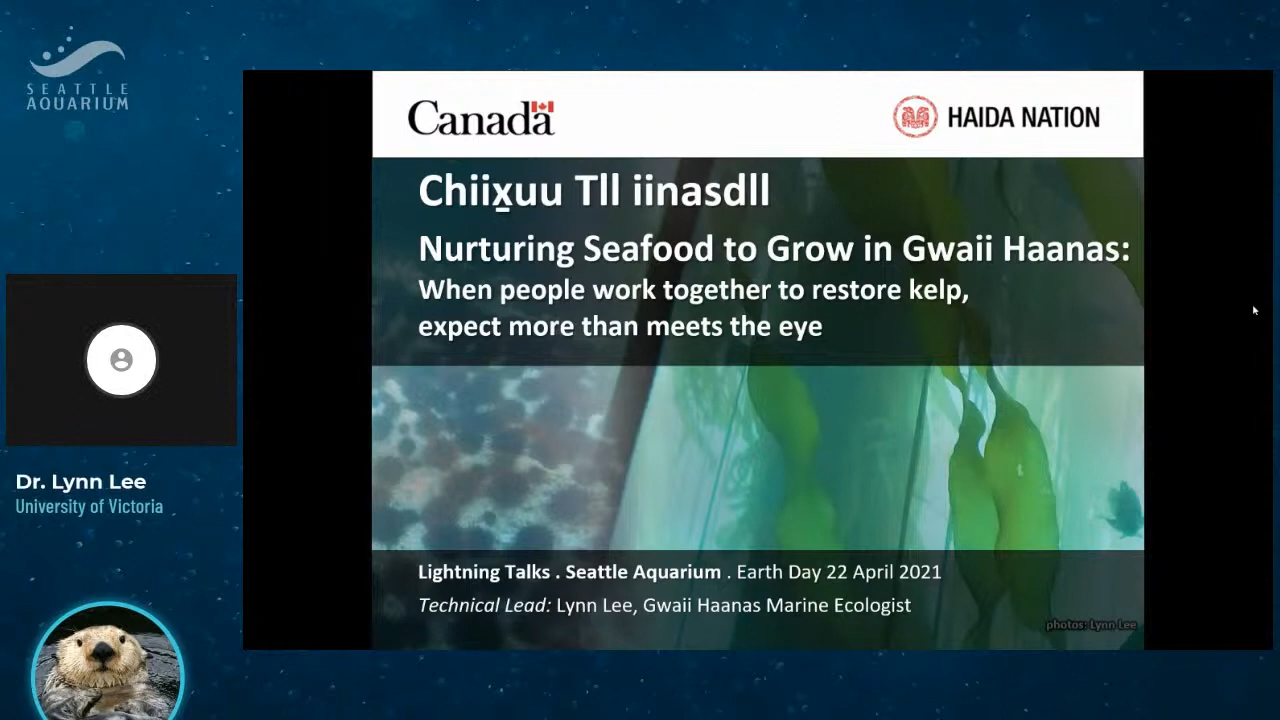 SEATTLE
AQUARIUM
Canada
HAIDA NATION
Chiix̲uu Tll iinasdll
Nurturing Seafood to Grow in Gwaii Haanas:
When people work together to restore kelp,
expect more than meets the eye
Dr. Lynn Lee
University of Victoria
Lightning Talks . Seattle Aquarium . Earth Day 22 April 2021
Technical Lead: Lynn Lee, Gwaii Haanas Marine Ecologist
photos: Lynn Lee